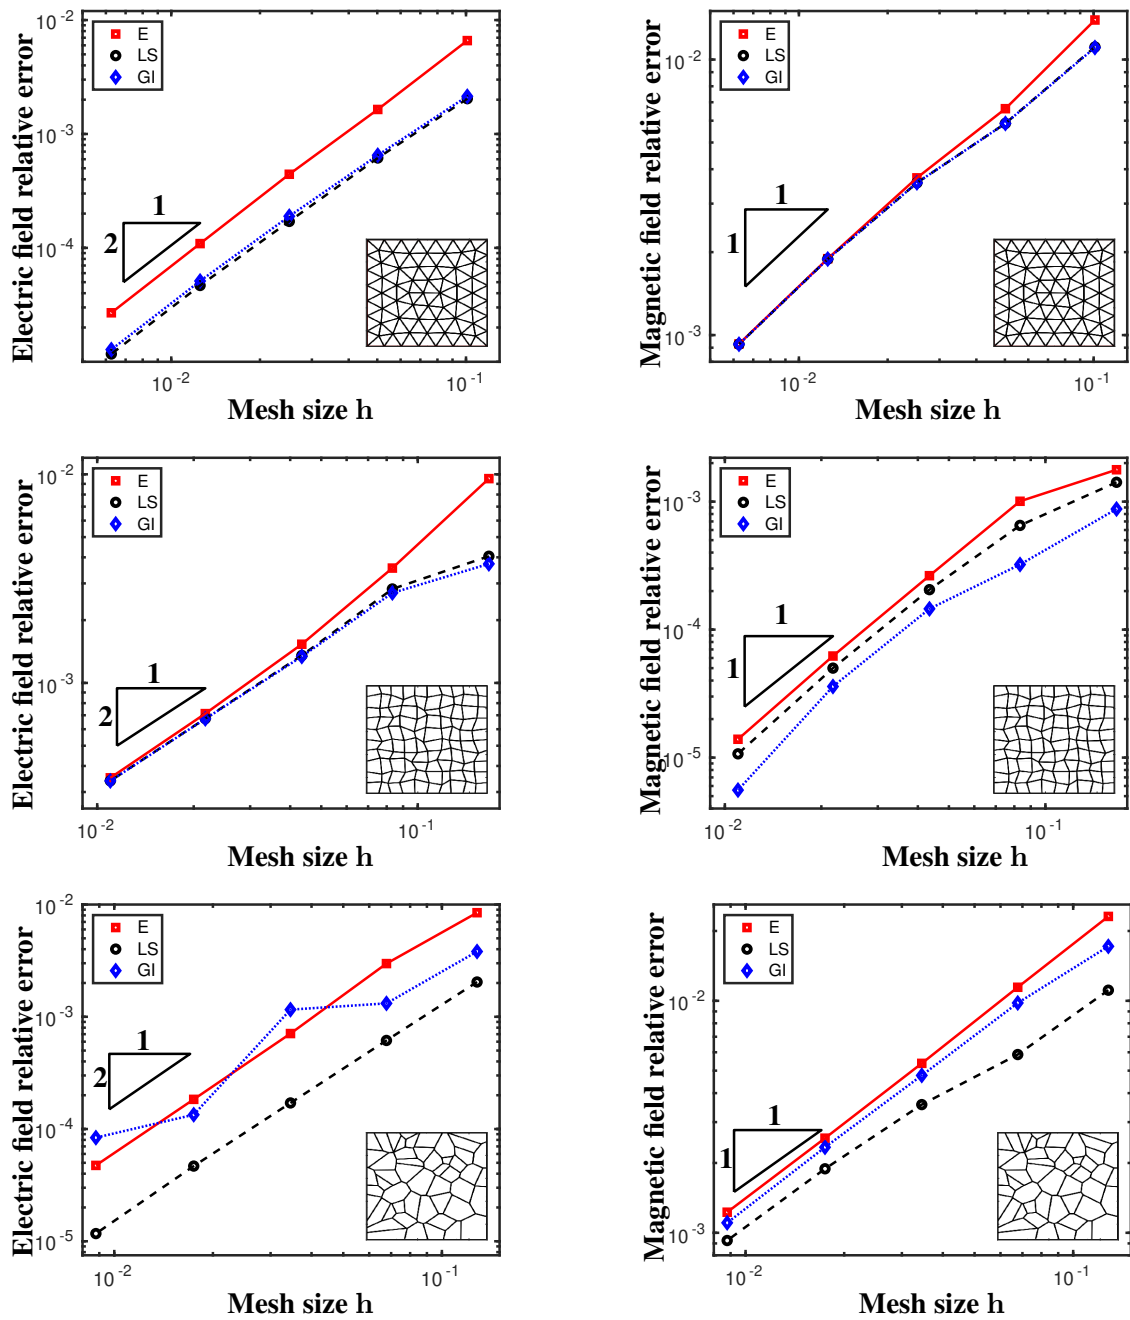 Electric field relative error
10-2
10-3
10-4
E
LS
GI
1
2
10-2
10-1
Mesh size h
Magnetic field relative error
10-2
10-3
E
LS
GI
1
1
10-2
10-1
Mesh size h
Electric field relative error
10-2
10-3
E
LS
GI
1
2
10-2
10-1
Mesh size h
Magnetic field relative error
10-3
10-4
10-5
E
LS
GI
1
1
10-2
10-1
Mesh size h
Electric field relative error
10-2
10-3
10-4
10-5
E
LS
GI
1
2
10-2
10-1
Mesh size h
Magnetic field relative error
10-2
10-3
E
LS
GI
1
1
10-2
10-1
Mesh size h